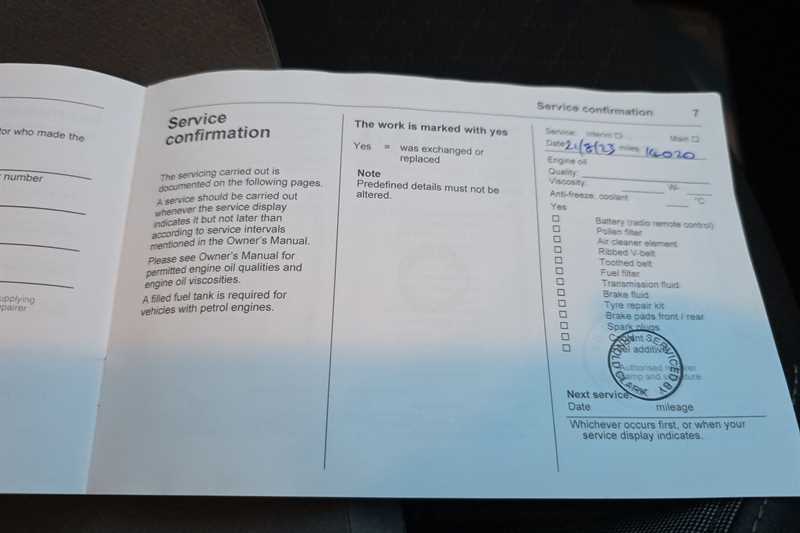 tor who made the
number
upplying
pairer
Service
confirmation
The servicing carried out is
documented on the following pages.
A service should be carried out
whenever the service display
indicates it but not later than
according to service intervals
mentioned in the Owner's Manual.
Please see Owner's Manual for
permitted engine oil qualities and
engine oil viscosities.
A filled fuel tank is required for
vehicles with petrol engines.
The work is marked with yes
Yes = was exchanged or
replaced
Note
Predefined details must not be
altered.
Service confirmation 7
Service: Interim Main
Date 21/8/23 miles 14020
Engine oil
Quality:
Viscosity: W-
Anti-freeze, coolant °C
Yes
Battery (radio remote control)
Pollen filter
Air cleaner element
Ribbed V-belt
Toothed belt
Fuel filter
Transmission fluid
Brake fluid
Tyre repair kit
Brake pads front / rear
Spark plugs
SERVICED BY
CLARK
Authorised
Next service:
Date mileage
Whichever occurs first, or when your
service display indicates.